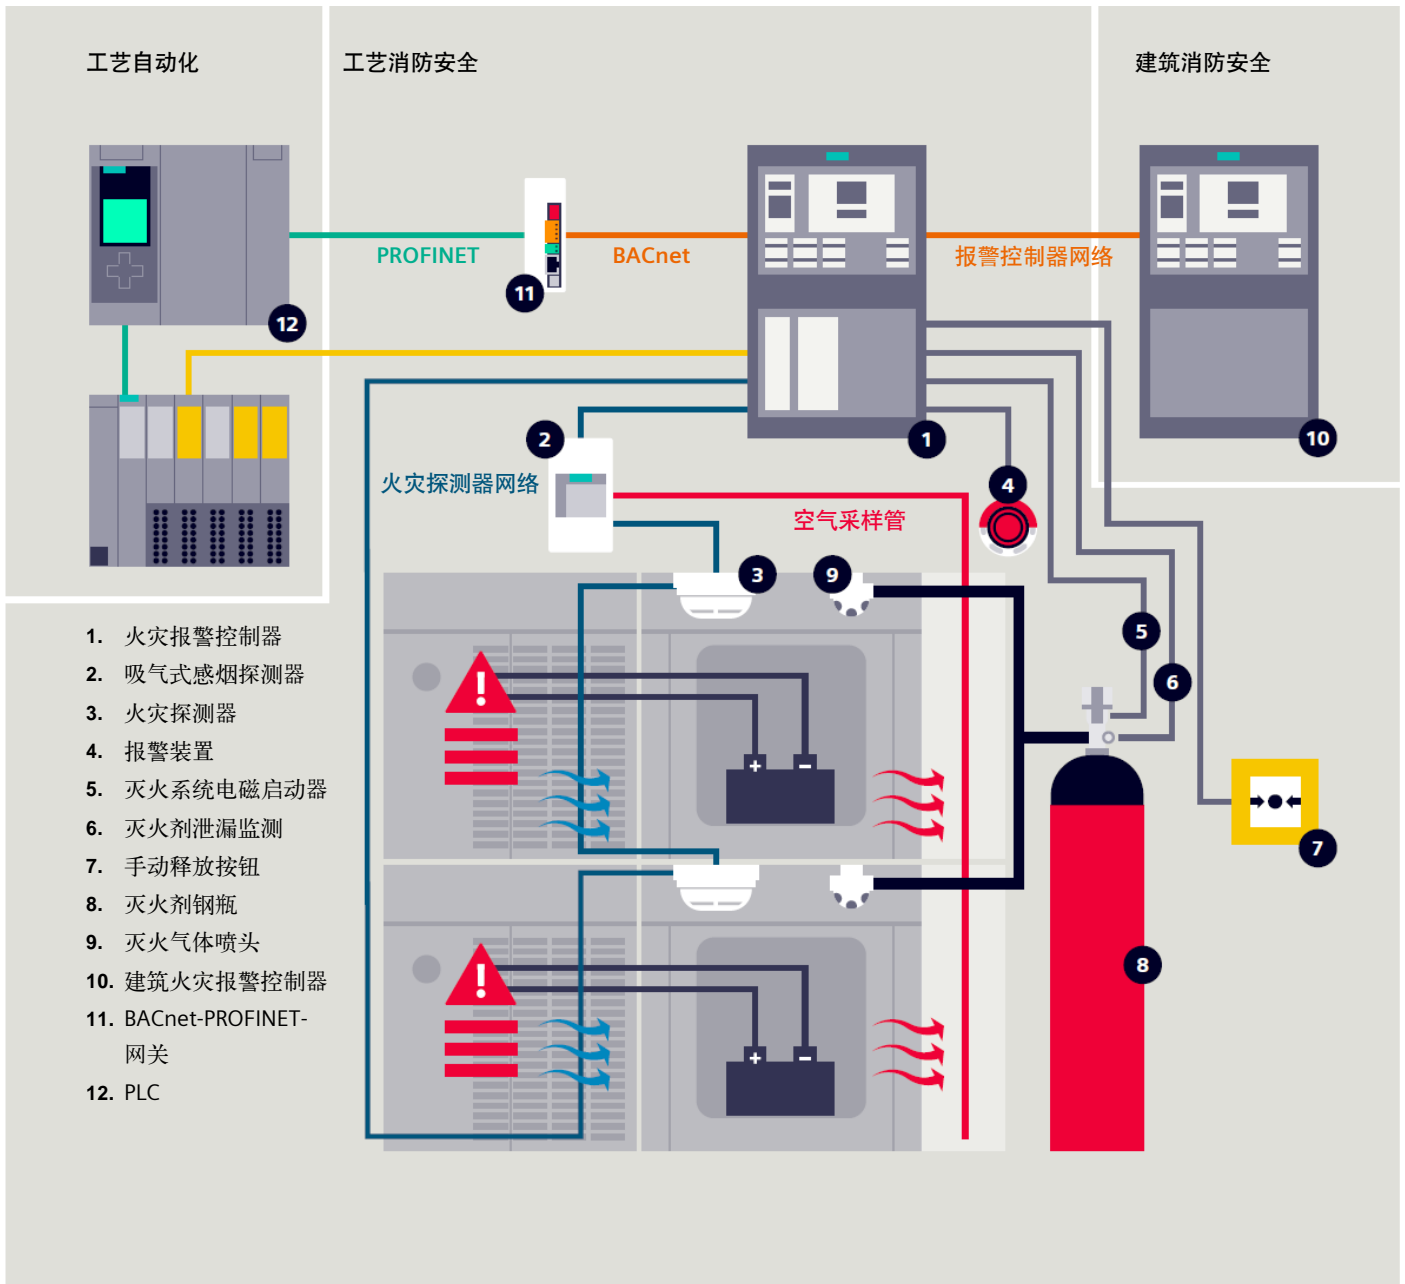 工艺自动化
工艺消防安全
建筑消防安全
PROFINET
BACnet
报警控制器网络
11
12
2
1
10
火灾探测器网络
4
空气采样管
3
9
5
6
7
8
1. 火灾报警控制器
2. 吸气式感烟探测器
3. 火灾探测器
4. 报警装置
5. 灭火系统电磁启动器
6. 灭火剂泄漏监测
7. 手动释放按钮
8. 灭火剂钢瓶
9. 灭火气体喷头
10. 建筑火灾报警控制器
11. BACnet-PROFINET-
网关
12. PLC